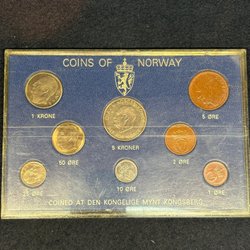 COINS OF NORWAY
1 KRONE
5 KRONER
5 ØRE
50 ØRE
2 ØRE
25 ØRE
10 ØRE
1 ØRE
COINED AT DEN KONGELIGE MYNT KONGSBERG